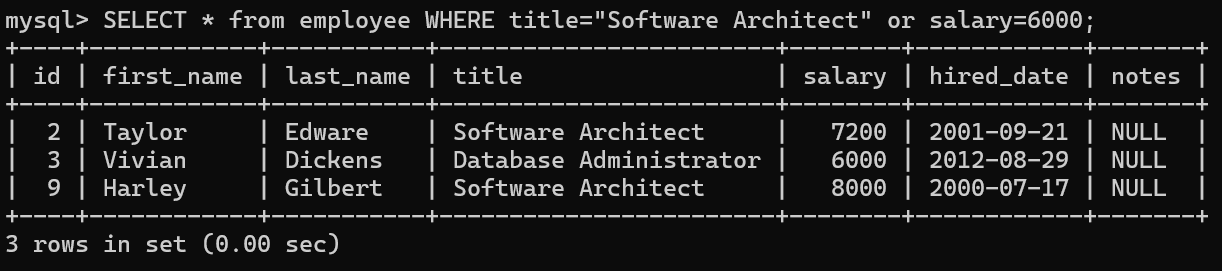 mysql> SELECT * from employee WHERE title="Software Architect" or salary=6000;
+----+------------+-----------+------------------------+--------+------------+-------+
| id | first_name | last_name | title                  | salary | hired_date | notes |
+----+------------+-----------+------------------------+--------+------------+-------+
|  2 | Taylor     | Edware    | Software Architect     |   7200 | 2001-09-21 | NULL  |
|  3 | Vivian     | Dickens   | Database Administrator |   6000 | 2012-08-29 | NULL  |
|  9 | Harley     | Gilbert   | Software Architect     |   8000 | 2000-07-17 | NULL  |
+----+------------+-----------+------------------------+--------+------------+-------+
3 rows in set (0.00 sec)